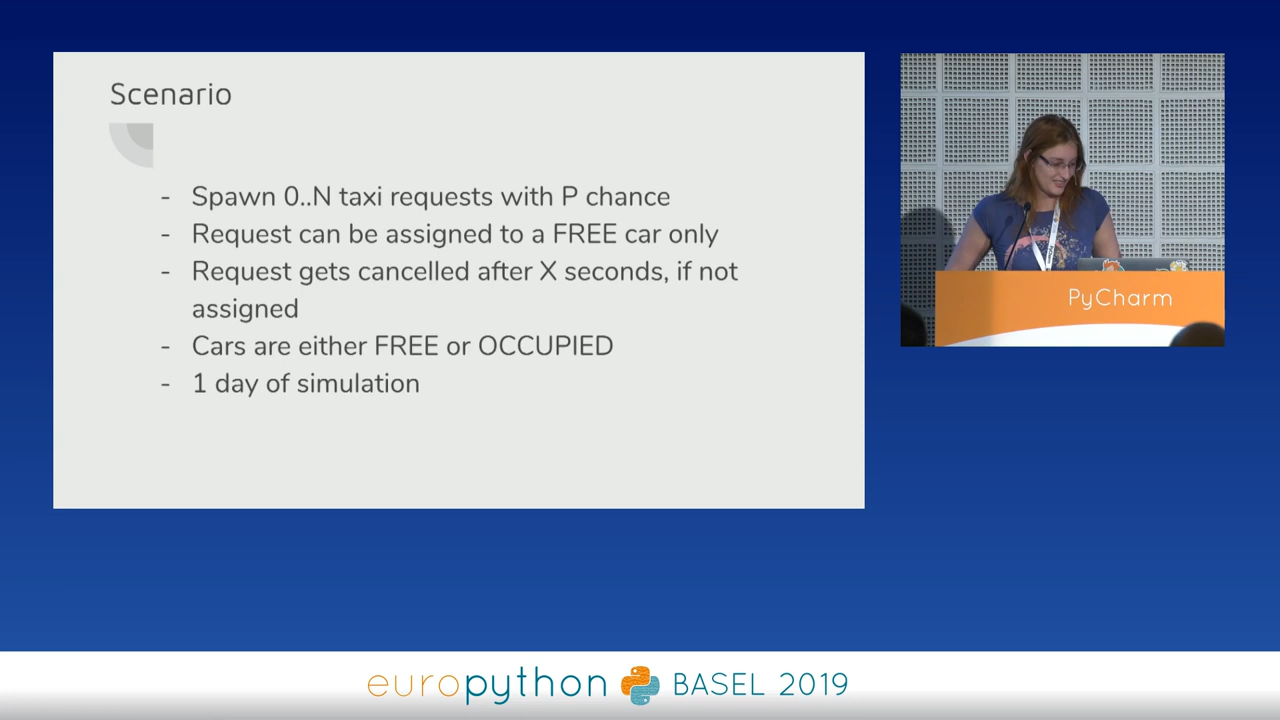 Scenario
- Spawn 0..N taxi requests with P chance
- Request can be assigned to a FREE car only
- Request gets cancelled after X seconds, if not
assigned
- Cars are either FREE or OCCUPIED
- 1 day of simulation
PyCharm
europython BASEL 2019